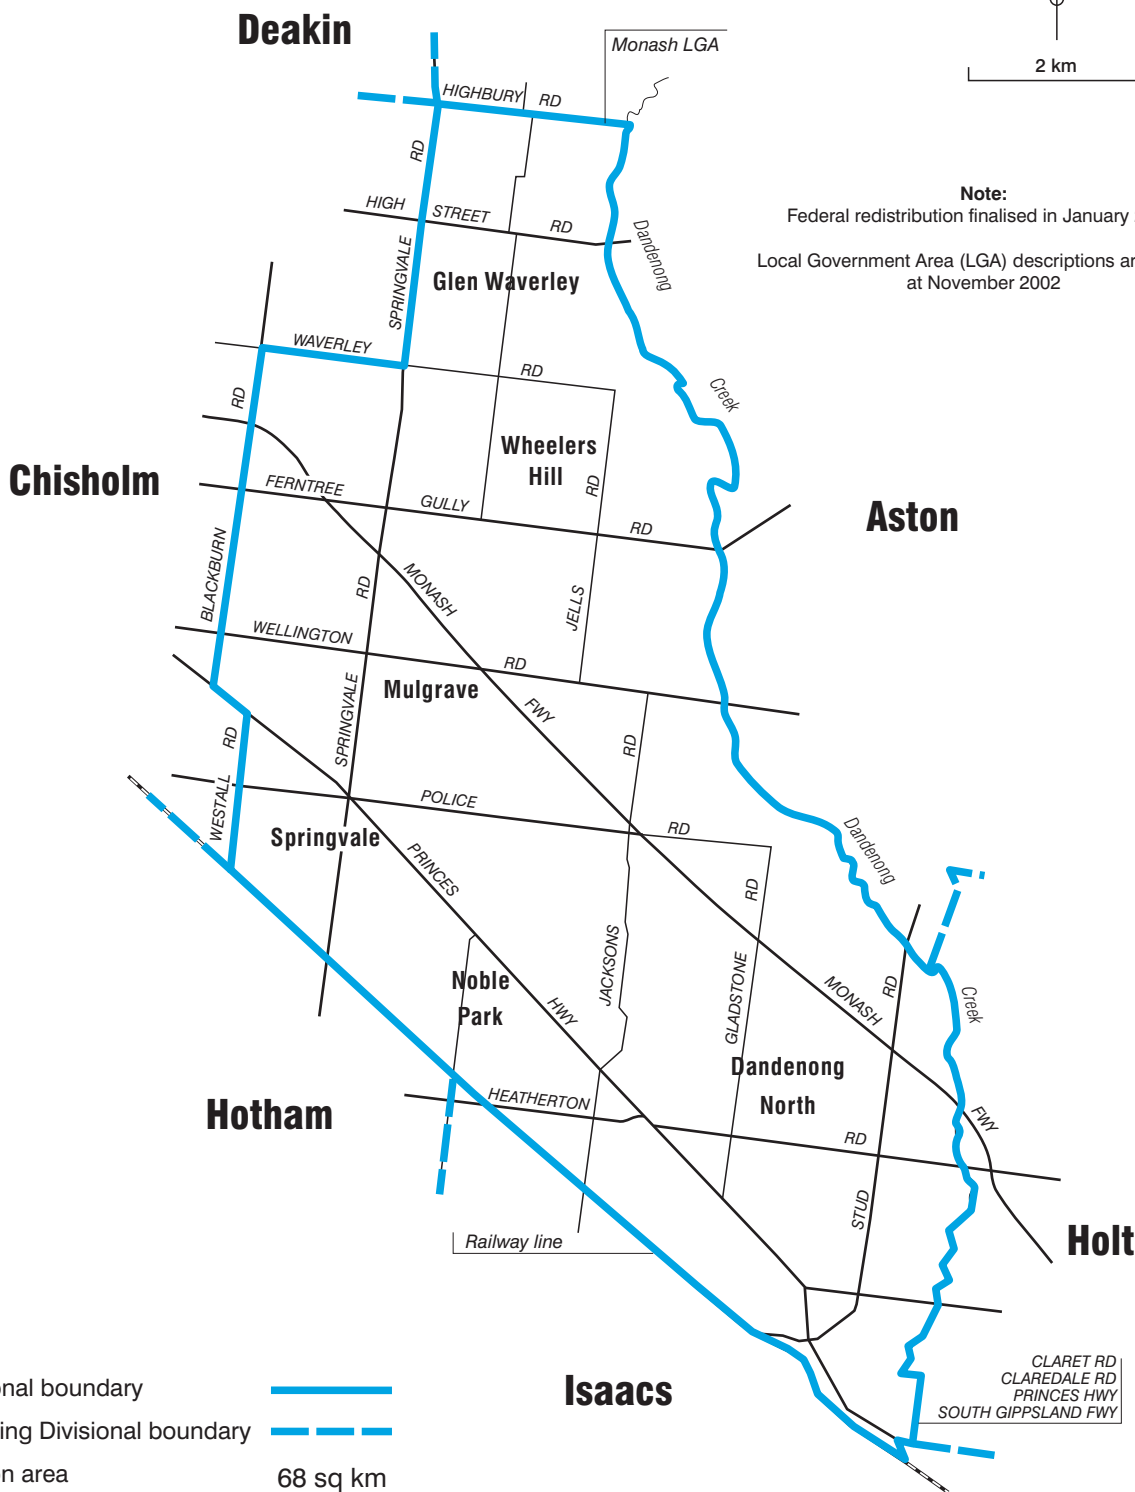 Deakin
Monash LGA
2 km
HIGHBURY RD
RD
Note:
Federal redistribution finalised in January
HIGH STREET RD
Dandenong
Local Government Area (LGA) descriptions
at November 2002
Glen Waverley
SPRINGVALE
WAVERLEY
RD
RD
Creek
Wheelers
Hill
Chisholm
FERNTREE GULLY RD
RD
Aston
BLACKBURN
RD
MONASH
JELLS
WELLINGTON RD
Mulgrave
SPRINGVALE
FWY
RD
RD
WESTALL
POLICE RD
Springvale
PRINCES
Dandenong
RD
Noble
Park
JACKSONS
GLADSTONE
HWY
MONASH
RD
Creek
Dandenong
North
Hotham
HEATHERTON RD
FWY
STUD
Railway line
Holt
Isaacs
CLARET RD
CLAREDALE RD
PRINCES HWY
SOUTH GIPPSLAND FWY
onal boundary
ing Divisional boundary
on area
68 sq km